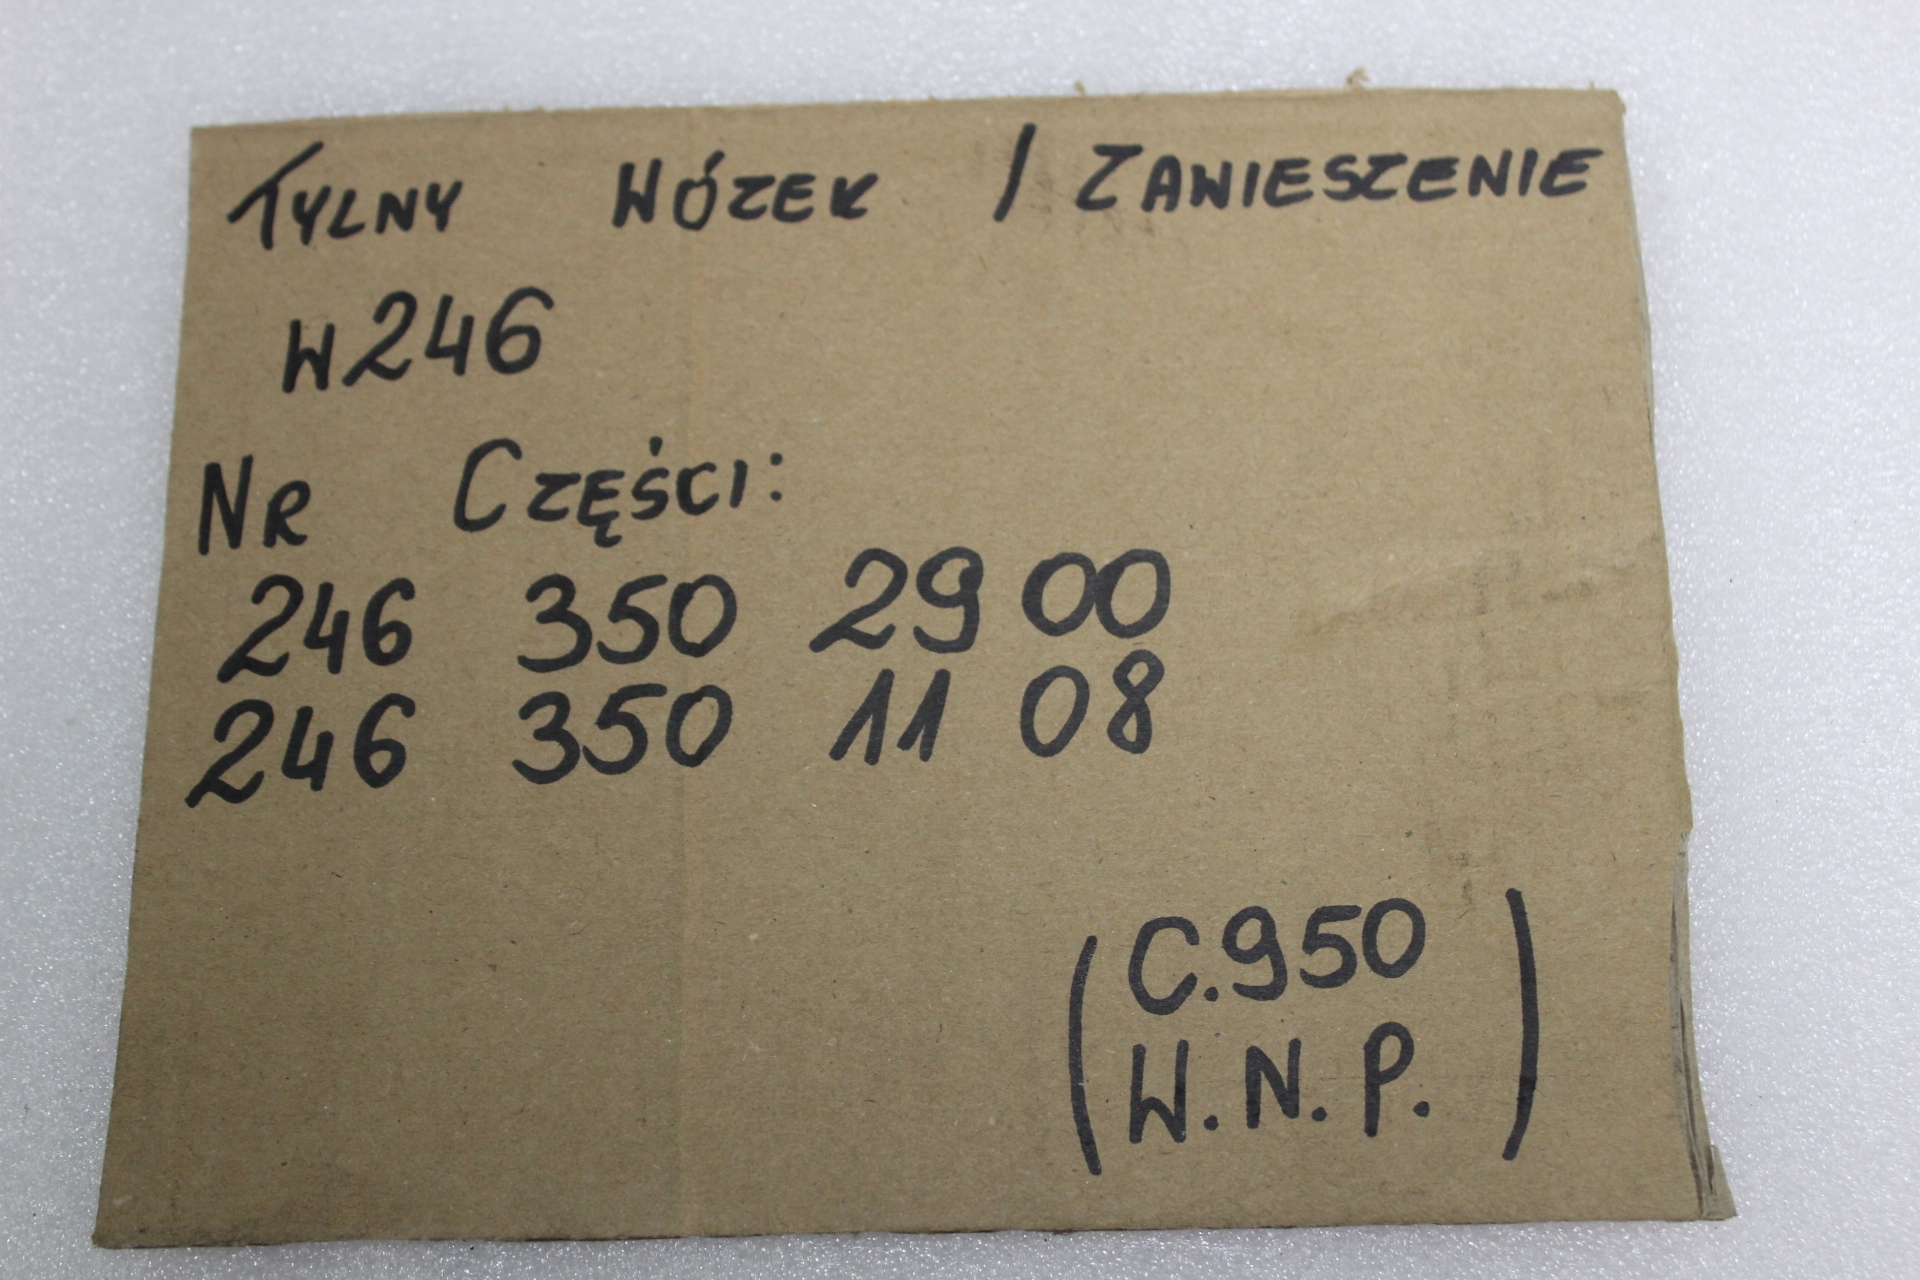 TYLNY WÓZEK / ZAWIESZENIE
W246
NR CZĘŚCI:
246 350 29 00
246 350 11 08
(C.950
W.N.P.)